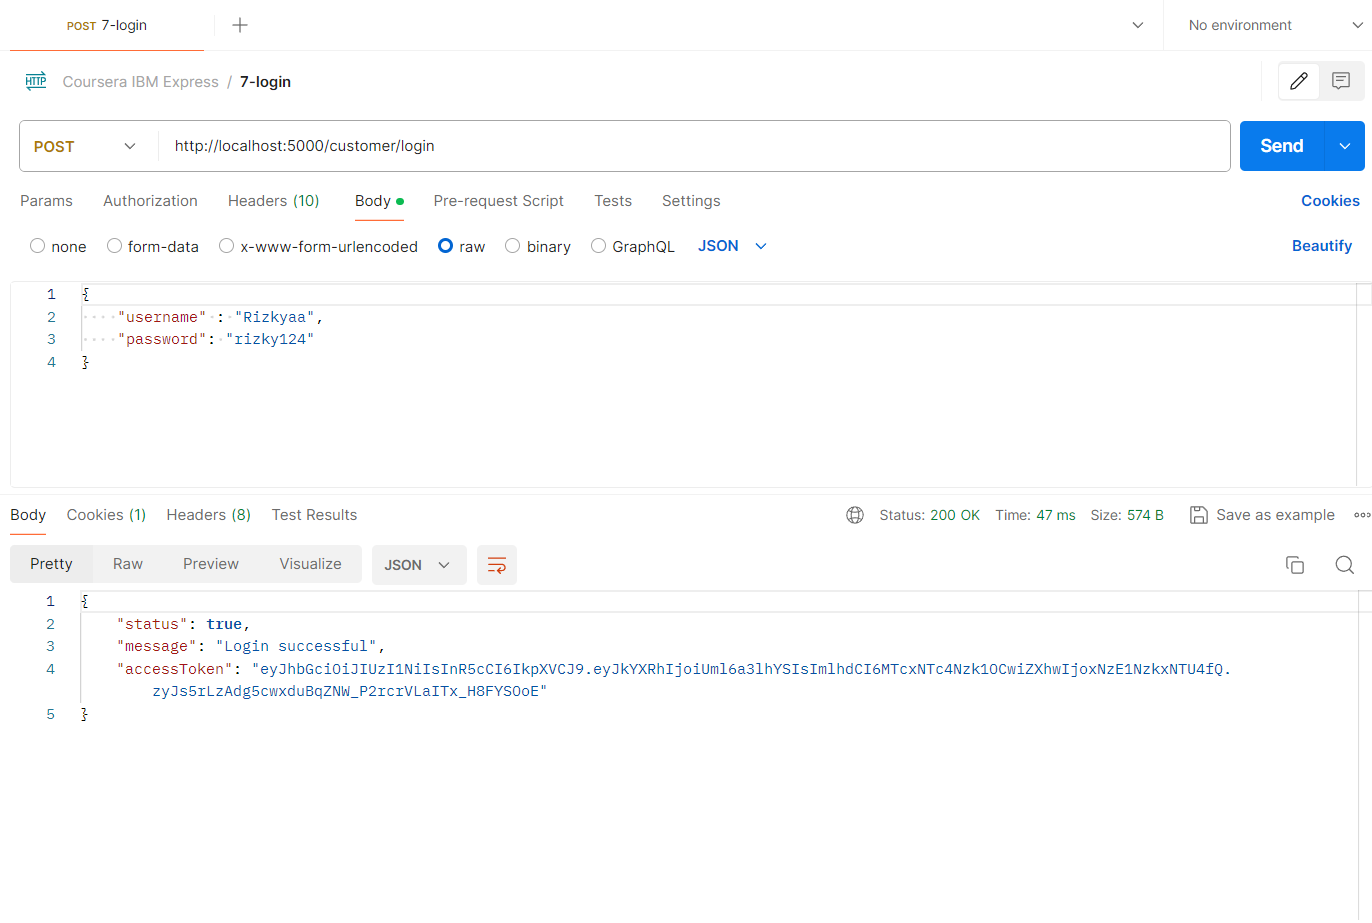 POST 7-login
No environment
HTTP Coursera IBM Express / 7-login
POST http://localhost:5000/customer/login Send
Params Authorization Headers (10) Body Pre-request Script Tests Settings Cookies
none form-data x-www-form-urlencoded raw binary GraphQL JSON Beautify
1 {
2 "username" : "Rizkyaa",
3 "password": "rizky124"
4 }
Body Cookies (1) Headers (8) Test Results Status: 200 OK Time: 47 ms Size: 574 B Save as example
Pretty Raw Preview Visualize JSON
1 {
2 "status": true,
3 "message": "Login successful",
4 "accessToken": "eyJhbGciOiJIUzI1NiIsInR5cCI6IkpXVCJ9.eyJkYXRhIjoiUml6a3lhYSIsImlhdCI6MTcxNTc4Nzk1OCwiZXhwIjoxNzE1NzkxNTU4fQ.
zyJs5rLzAdg5cwxduBqZNW_P2rcrVLaITx_H8FYSOoE"
5 }